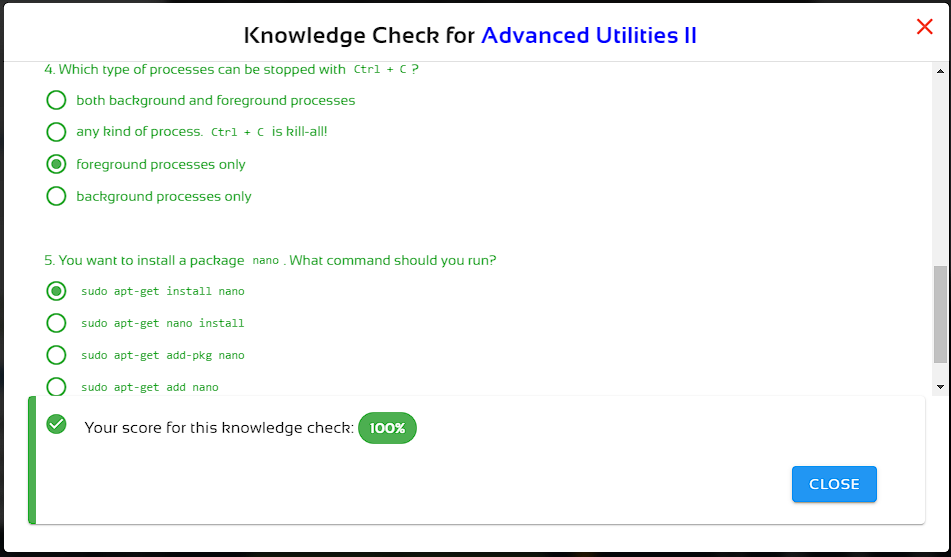 Knowledge Check for Advanced Utilities II
4. Which type of processes can be stopped with Ctrl + C ?
both background and foreground processes
any kind of process. Ctrl + C is kill-all!
foreground processes only
background processes only
5. You want to install a package nano . What command should you run?
sudo apt-get install nano
sudo apt-get nano install
sudo apt-get add-pkg nano
sudo apt-get add nano
Your score for this knowledge check: 100%
CLOSE